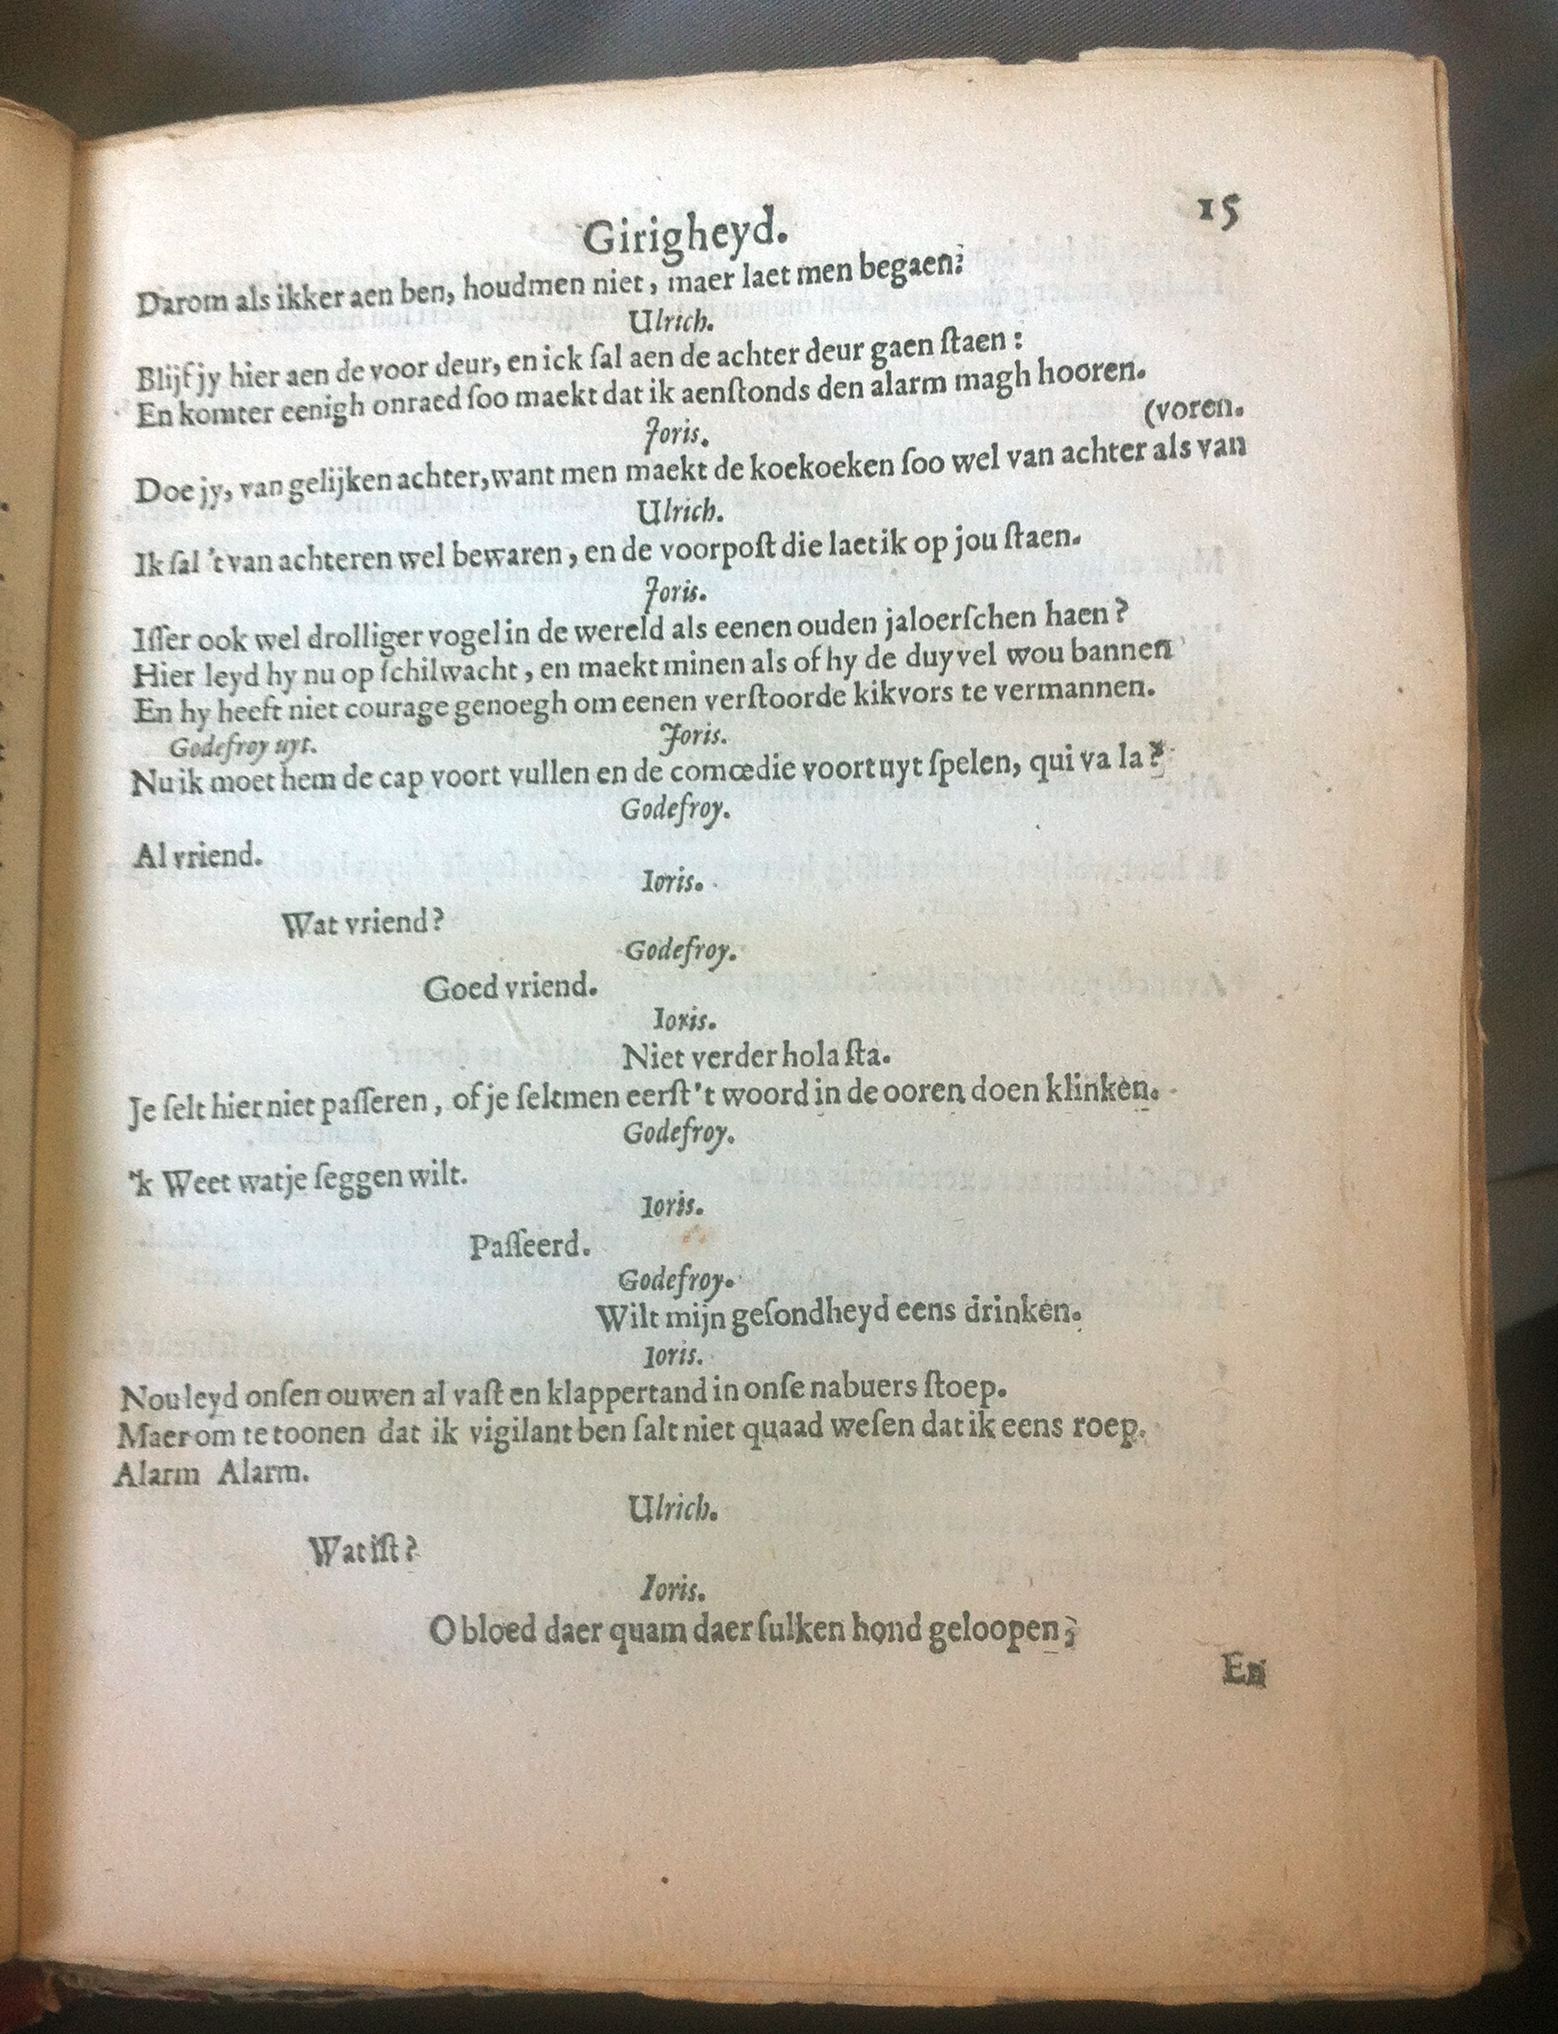 15
Girigheyd.
Darom als ikker aen ben, houdmen niet, maer laet men begaen;
Ulrich.
Blijf jy hier aen de voor deur, en ick ſal aen de achter deur gaen ſtaen:
En komter eenigh onraed ſoo maekt dat ik aenſtonds den alarm magh hooren.
(voren.
Joris.
Doe jy, van gelijken achter, want men maekt de koekoeken ſoo wel van achter als van
Ulrich.
Ik ſal 't van achteren wel bewaren, en de voorpoſt die laet ik op jou ſtaen.
Joris.
Iſſer ook wel drolliger vogel in de wereld als eenen ouden jaloerſchen haen?
Hier leyd hy nu op ſchilwacht, en maekt minen als of hy de duyvel wou bannen
En hy heeft niet courage genoegh om eenen verſtoorde kikvors te vermannen.
Godefroy uyt. Joris.
Nu ik moet hem de cap voort vullen en de comœdie voort uyt ſpelen, qui va la?
Godefroy.
Al vriend.
Ioris.
Wat vriend?
Godefroy.
Goed vriend.
Ioris.
Niet verder hola ſta.
Je ſelt hier niet paſſeren, of je ſeltmen eerſt 't woord in de ooren doen klinken.
Godefroy.
'k Weet watje ſeggen wilt.
Ioris.
Paſſeerd.
Godefroy.
Wilt mijn geſondheyd eens drinken.
Ioris.
Nou leyd onſen ouwen al vaſt en klappertand in onſe nabuers ſtoep.
Maer om te toonen dat ik vigilant ben ſalt niet quaad weſen dat ik eens roep.
Alarm Alarm.
Ulrich.
Wat iſt?
Ioris.
O bloed daer quam daer ſulken hond geloopen;
En